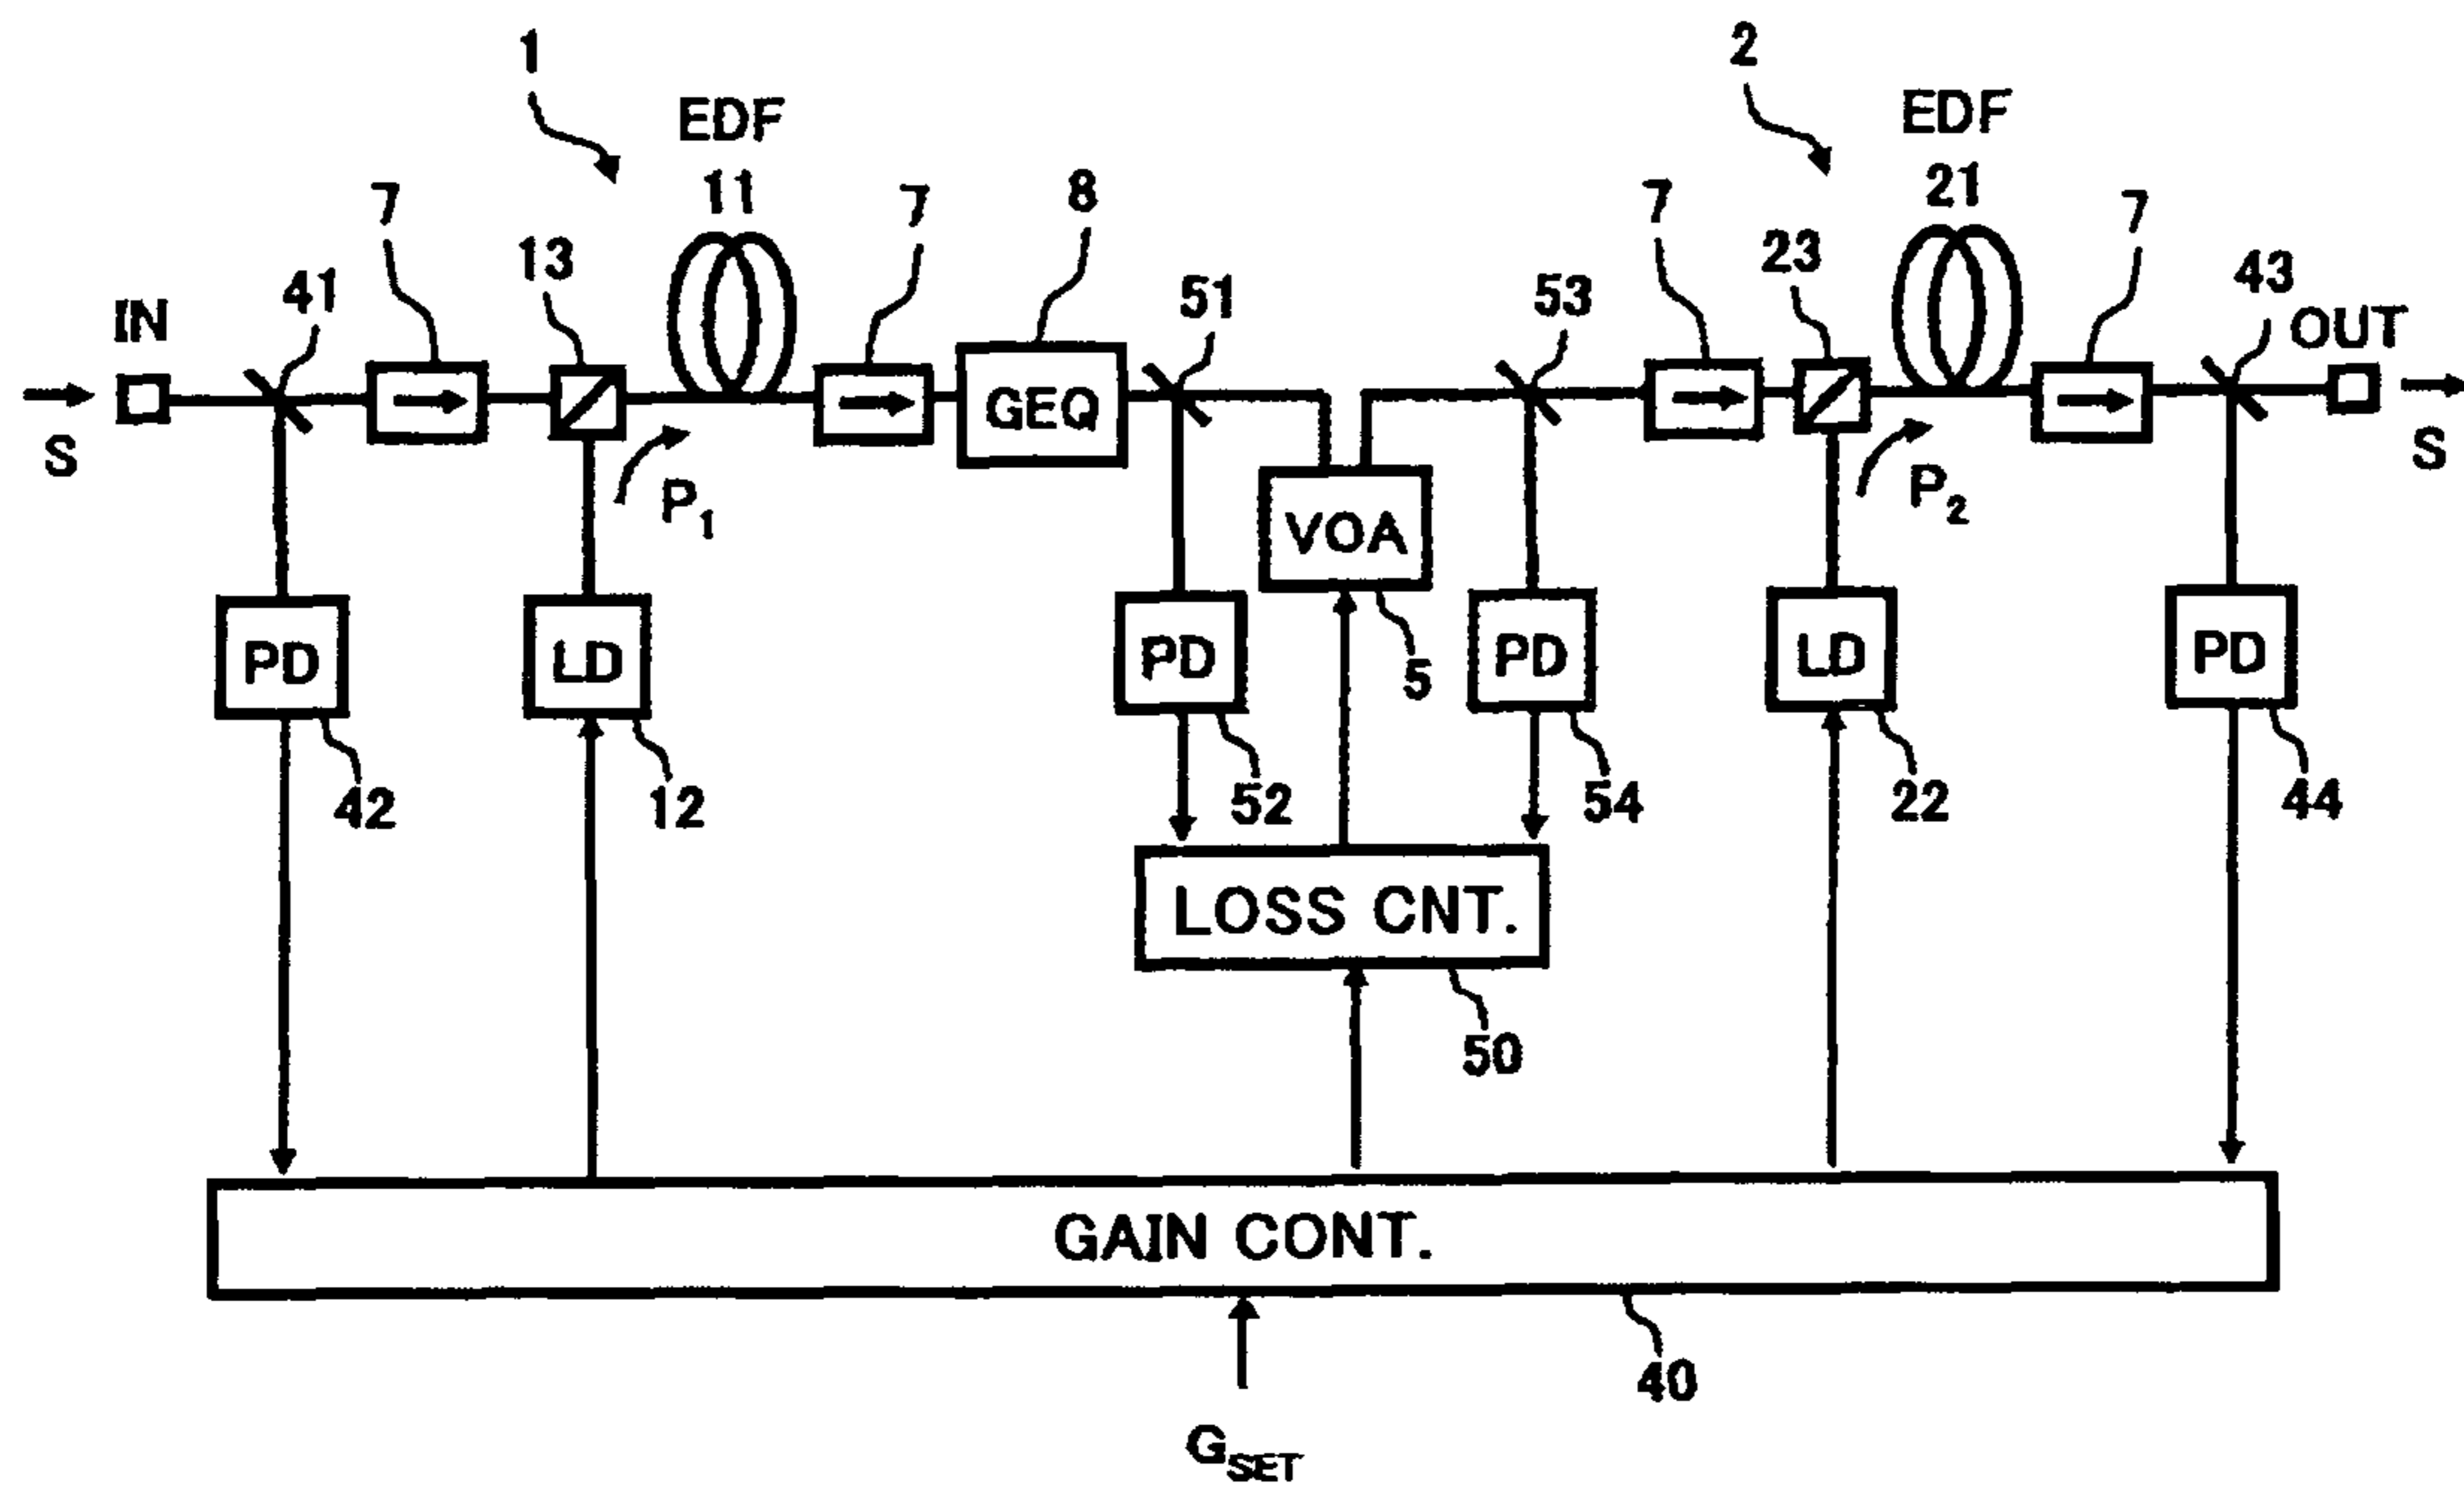 1 2
EDF EDF
7 11 7 8 7 21 7
13 23
41 51 53 43
IN OUT
GEQ
S P1 P2 S
VOA
PD LD PD 5 PD LD PD
42 12 52 54 22 44
LOSS CNT.
50
GAIN CONT.
40
GSET